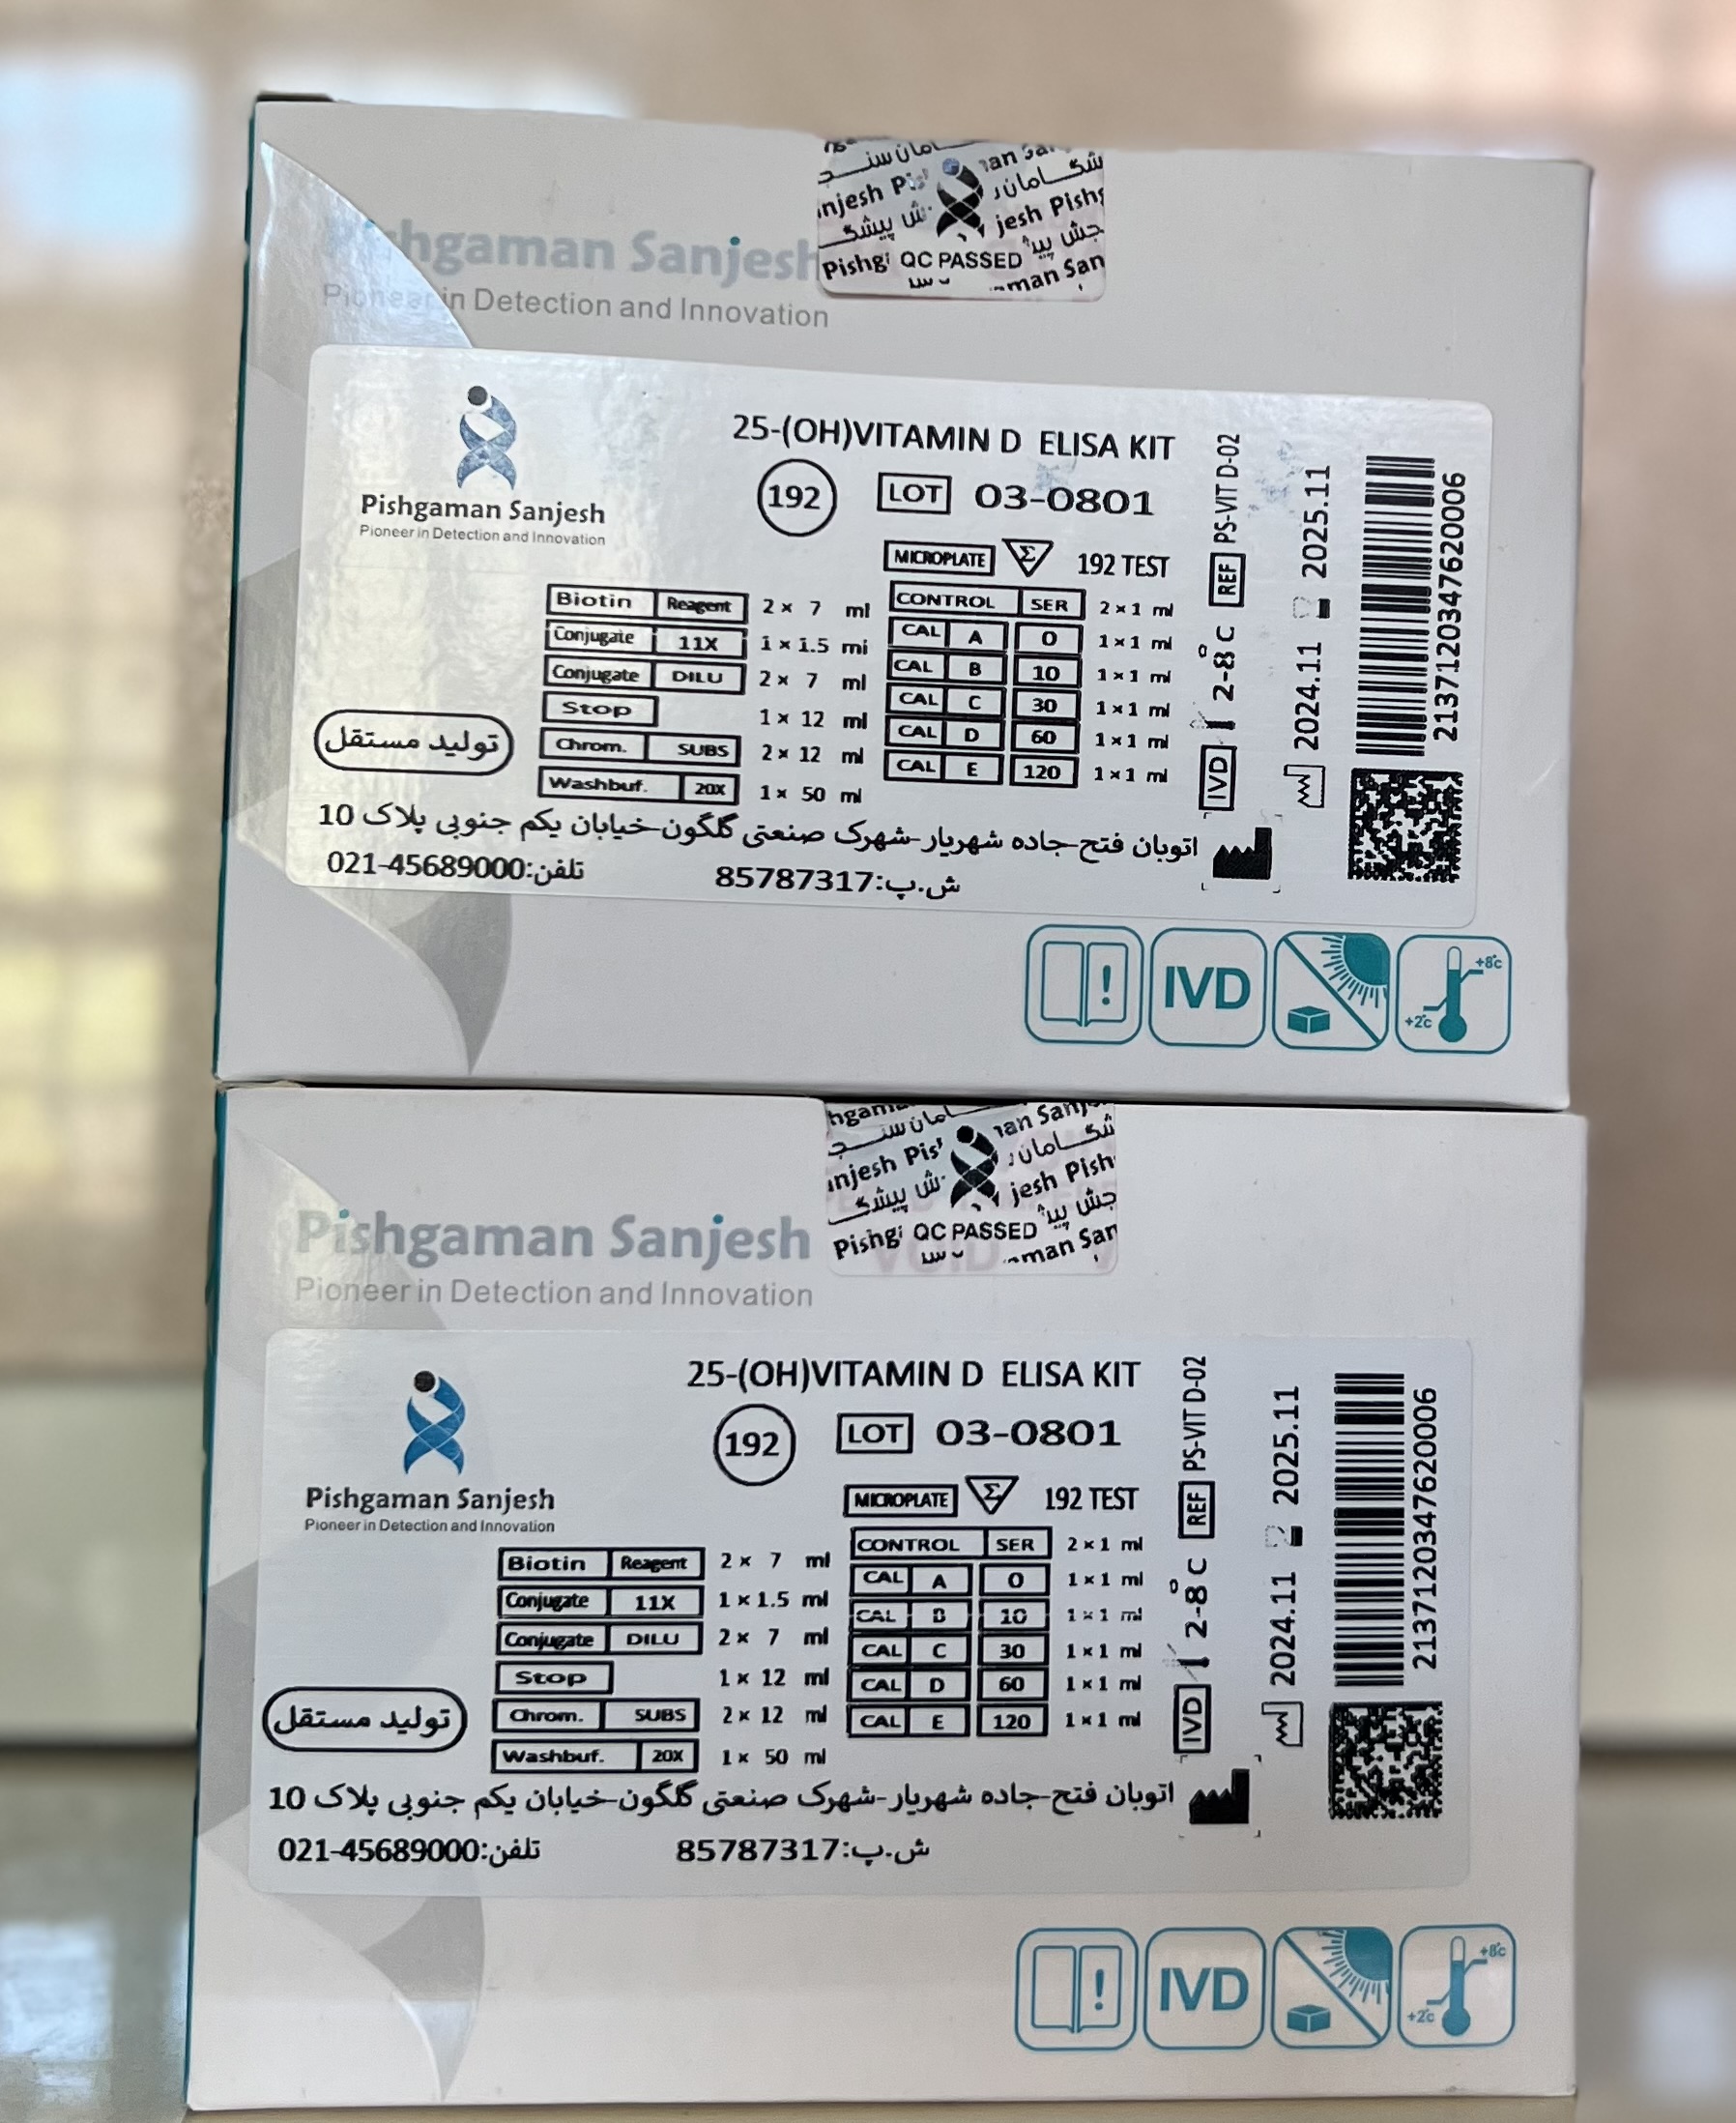 Pishgaman Sanjesh
Pioneer in Detection and Innovation
QC PASSED
25-(OH)VITAMIN D ELISA KIT
192 LOT 03-0801
Pishgaman Sanjesh
Pioneer in Detection and Innovation
MICROPLATE Σ 192 TEST
Biotin Reagent 2 x 7 ml
Conjugate 11X 1 x 1.5 ml
Conjugate DILU 2 x 7 ml
Stop 1 x 12 ml
Chrom. SUBS 2 x 12 ml
Washbuf. 20X 1 x 50 ml
CONTROL SER 2 x 1 ml
CAL A 0 1 x 1 ml
CAL B 10 1 x 1 ml
CAL C 30 1 x 1 ml
CAL D 60 1 x 1 ml
CAL E 120 1 x 1 ml
تولید مستقل
IVD 2-8°C REF PS-VIT D-02
2024.11 2025.11
2137120347620006
اتوبان فتح-جاده شهریار-شهرک صنعتی گلگون-خیابان یکم جنوبی پلاک 10
تلفن:021-45689000 ش.پ:85787317
IVD
+8°c
+2°c
Pishgaman Sanjesh
Pioneer in Detection and Innovation
QC PASSED
25-(OH)VITAMIN D ELISA KIT
192 LOT 03-0801
Pishgaman Sanjesh
Pioneer in Detection and Innovation
MICROPLATE Σ 192 TEST
Biotin Reagent 2 x 7 ml
Conjugate 11X 1 x 1.5 ml
Conjugate DILU 2 x 7 ml
Stop 1 x 12 ml
Chrom. SUBS 2 x 12 ml
Washbuf. 20X 1 x 50 ml
CONTROL SER 2 x 1 ml
CAL A 0 1 x 1 ml
CAL B 10 1 x 1 ml
CAL C 30 1 x 1 ml
CAL D 60 1 x 1 ml
CAL E 120 1 x 1 ml
تولید مستقل
IVD 2-8°C REF PS-VIT D-02
2024.11 2025.11
2137120347620006
اتوبان فتح-جاده شهریار-شهرک صنعتی گلگون-خیابان یکم جنوبی پلاک 10
تلفن:021-45689000 ش.پ:85787317
IVD
+8°c
+2°c